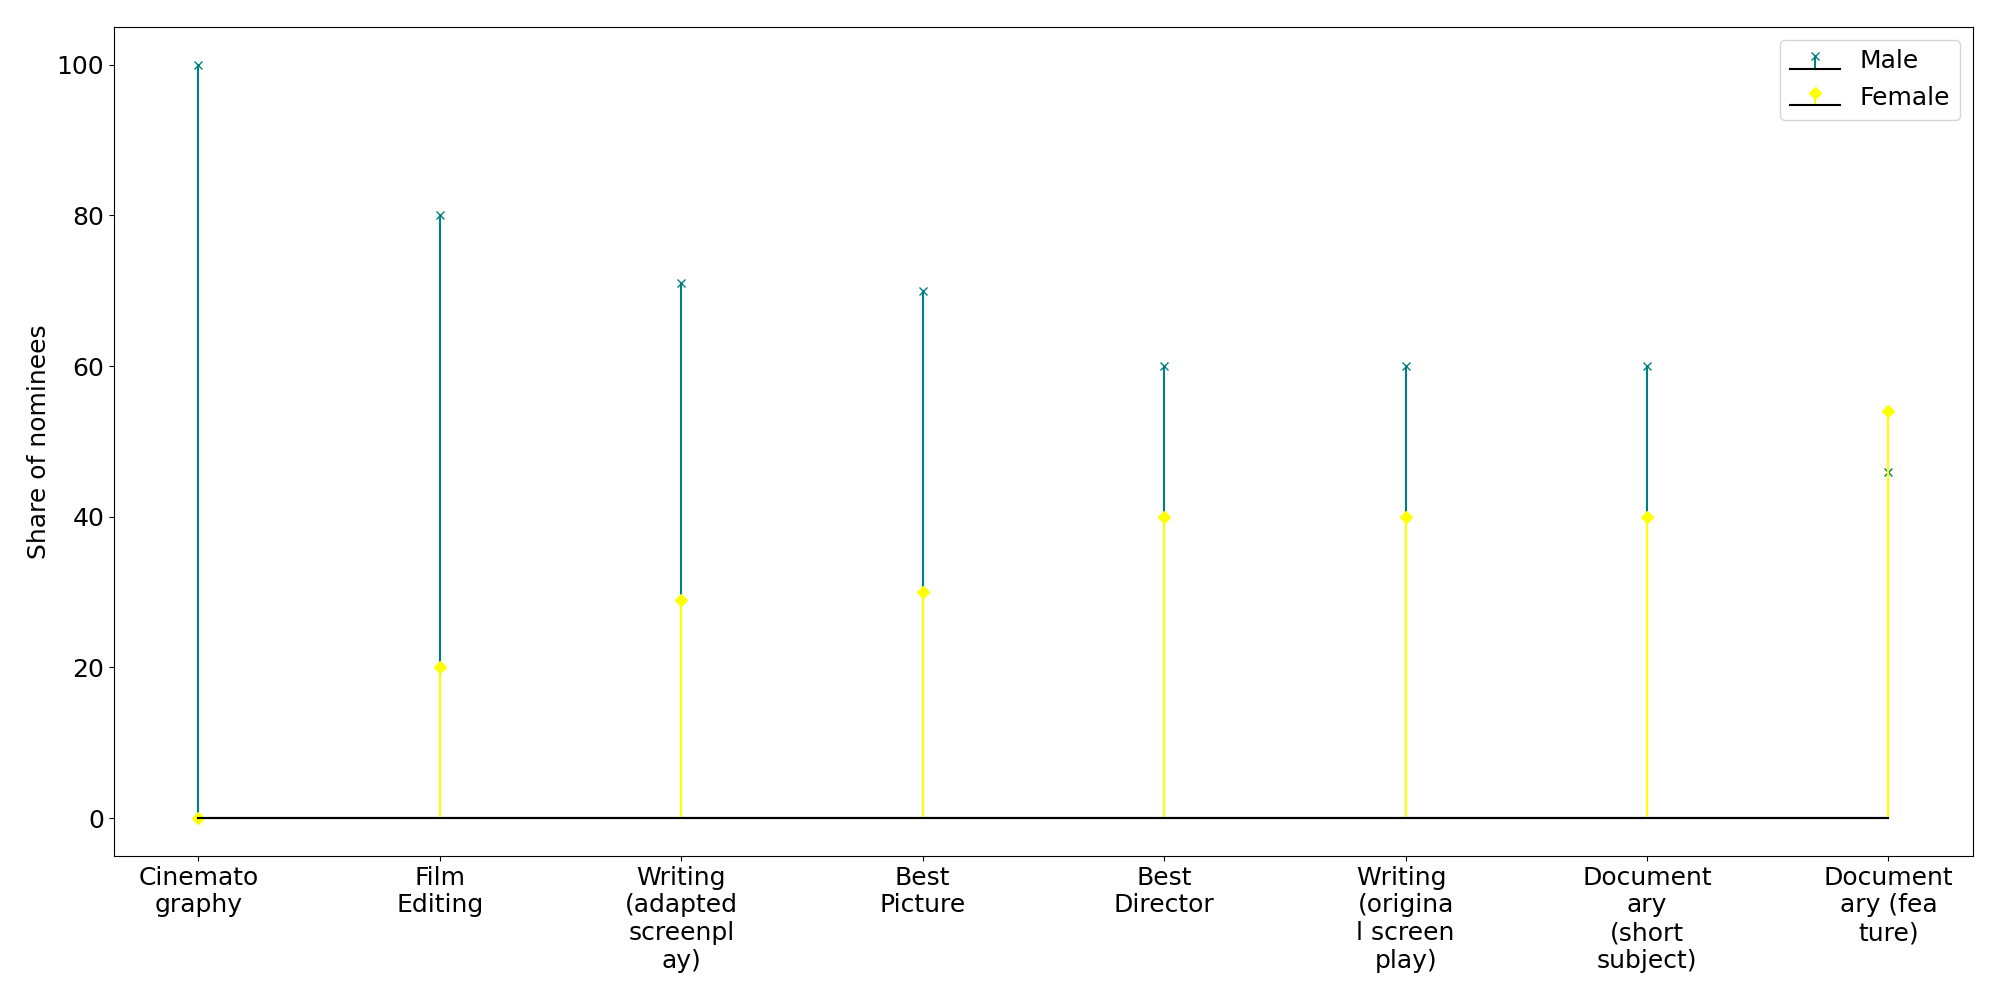 Share of nominees
100
80
60
40
20
0
Male
Female
Cinemato
graphy
Film
Editing
Writing
(adapted
screenpl
ay)
Best
Picture
Best
Director
Writing
(origina
l screen
play)
Document
ary
(short
subject)
Document
ary (fea
ture)